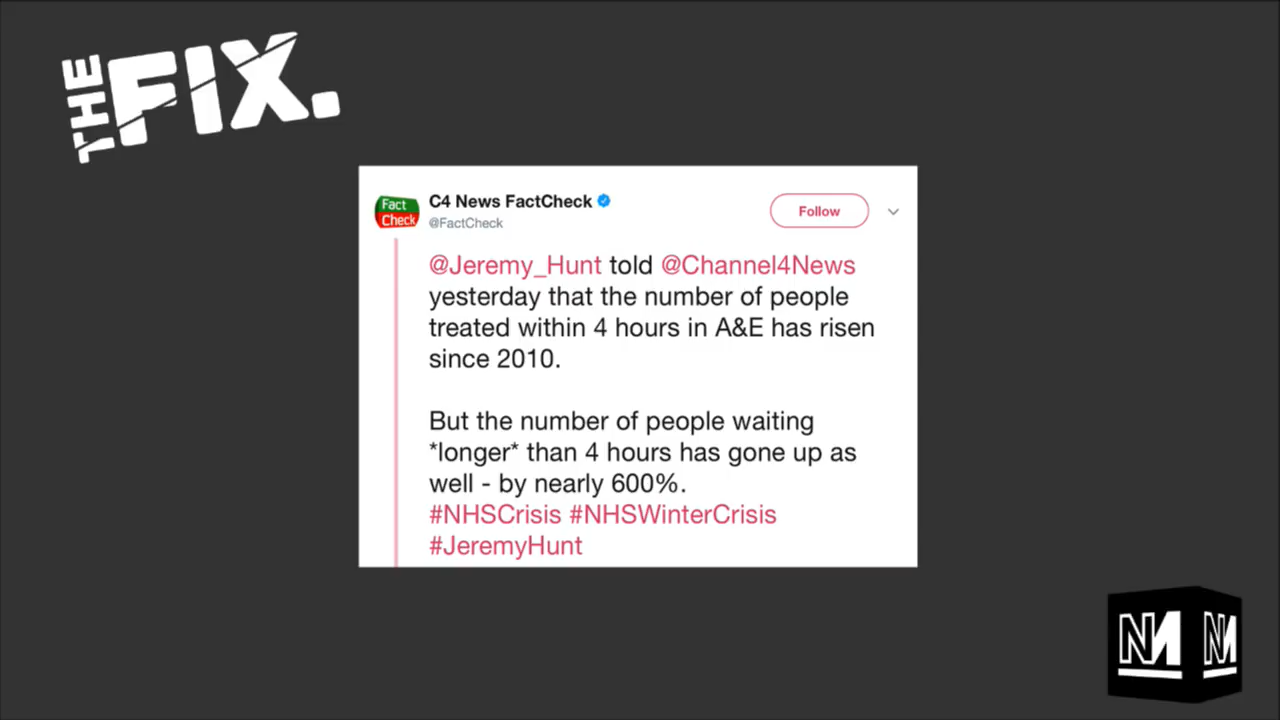 THE FIX.
Fact Check
C4 News FactCheck
@FactCheck
Follow
@Jeremy_Hunt told @Channel4News
yesterday that the number of people
treated within 4 hours in A&E has risen
since 2010.
But the number of people waiting
*longer* than 4 hours has gone up as
well - by nearly 600%.
#NHSCrisis #NHSWinterCrisis
#JeremyHunt
NM NM